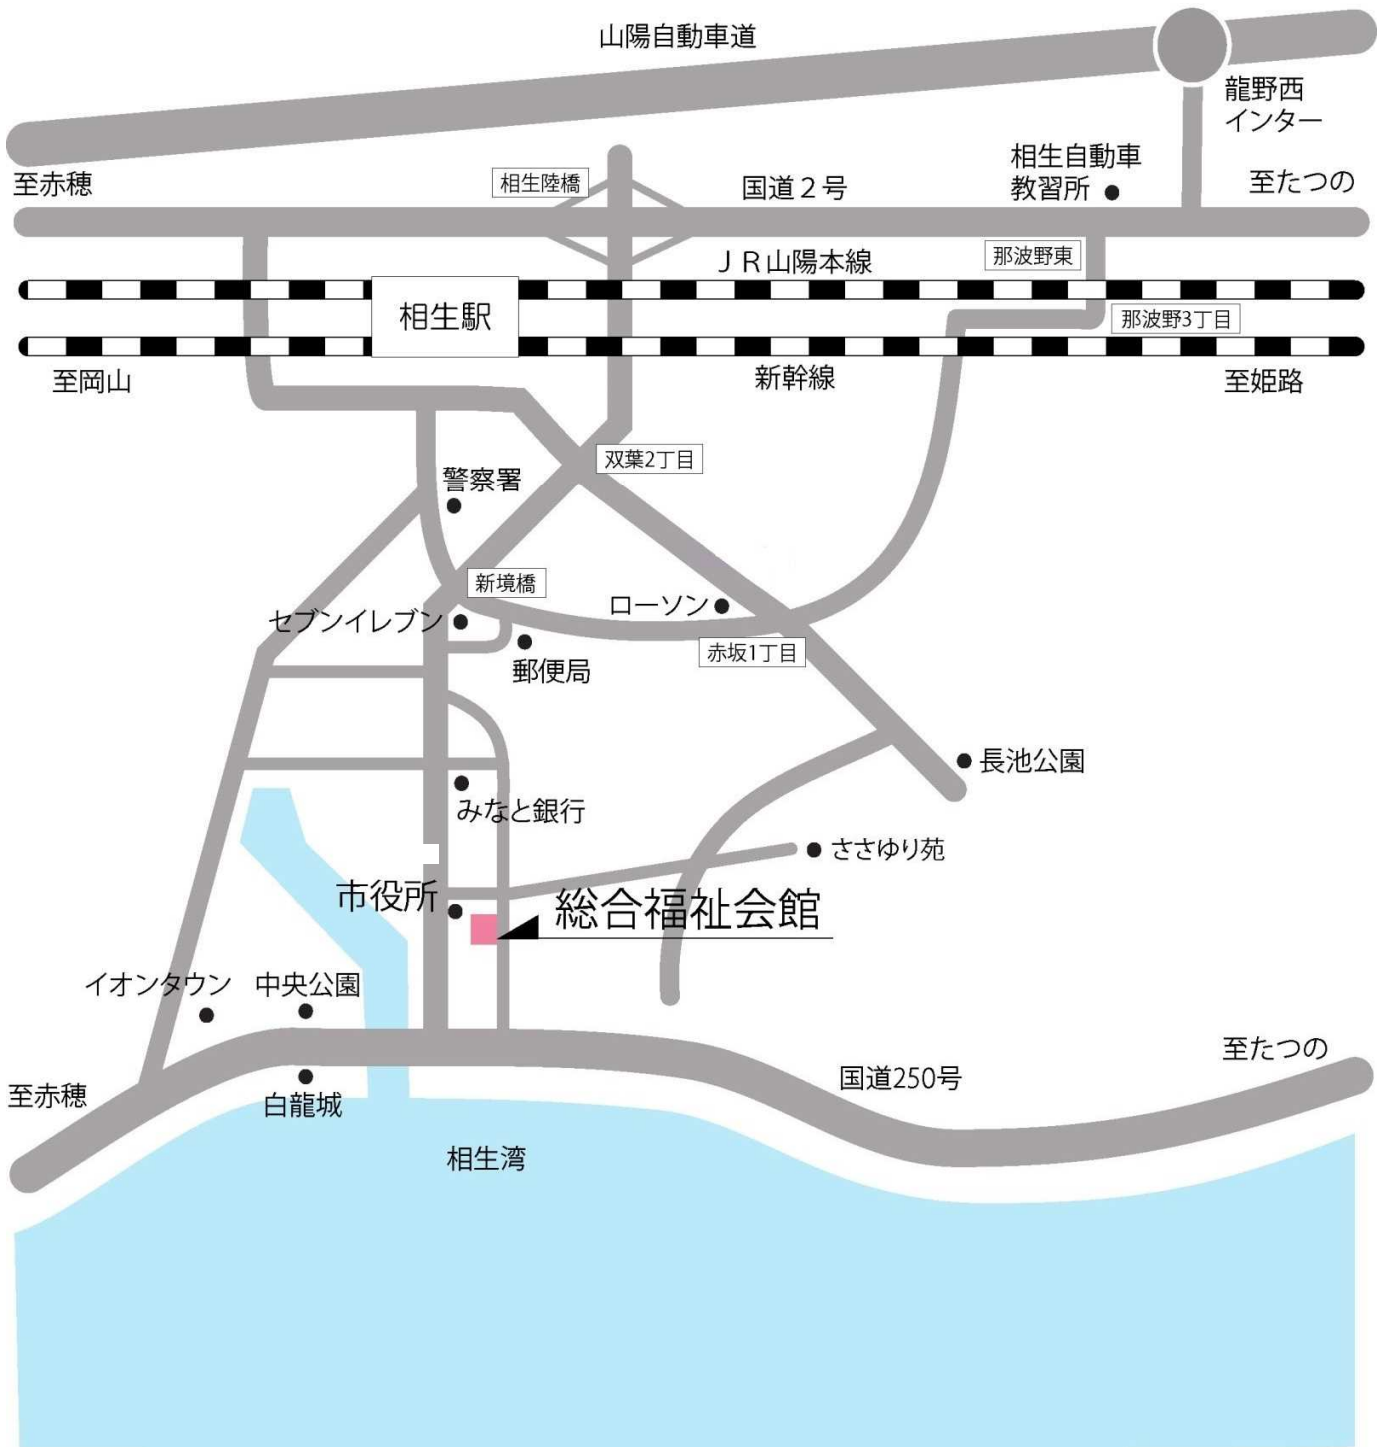 山陽自動車道
龍野西
インター
相生自動車
教習所
至赤穂
相生陸橋
国道２号
至たつの
那波野東
ＪＲ山陽本線
相生駅
那波野3丁目
至岡山
新幹線
至姫路
双葉2丁目
警察署
新境橋
ローソン
セブンイレブン
赤坂1丁目
郵便局
長池公園
みなと銀行
ささゆり苑
市役所
総合福祉会館
イオンタウン
中央公園
至たつの
国道250号
至赤穂
白龍城
相生湾